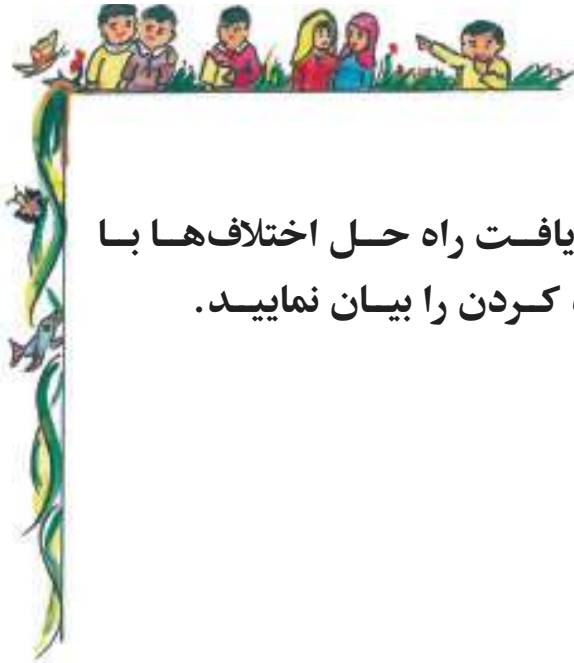 یافت راه حل اختلاف‌ها با
کردن را بیان نمایید.